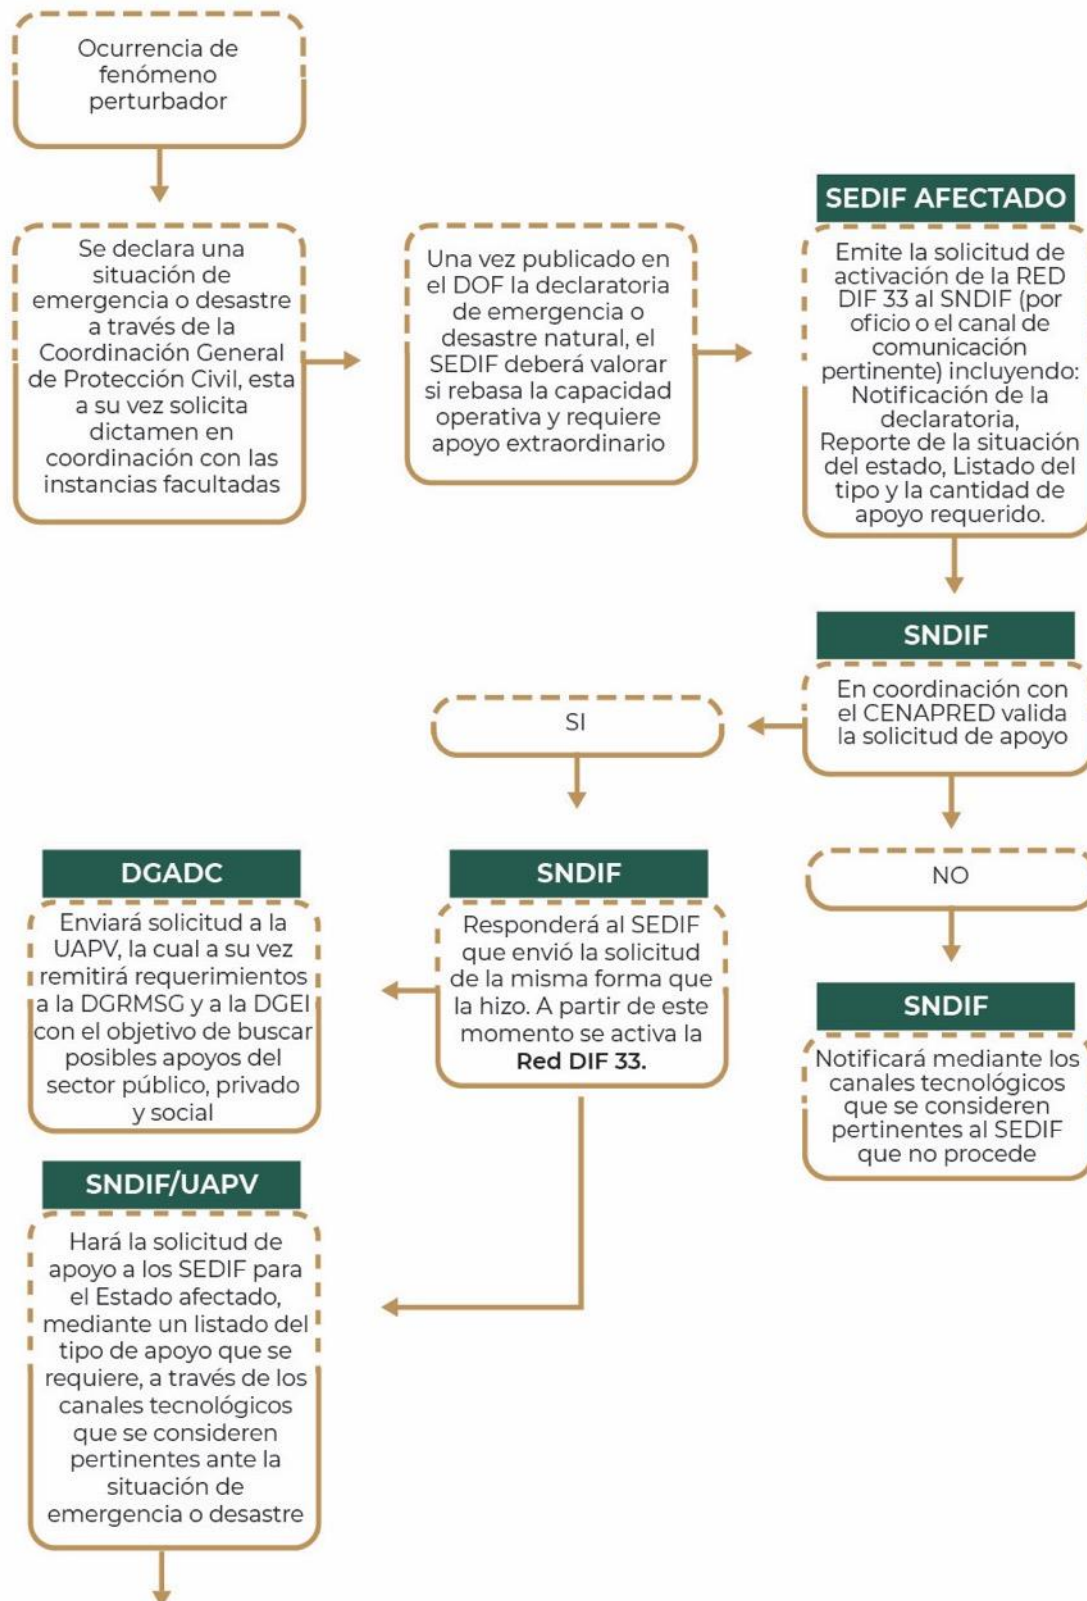 Ocurrencia de
fenómeno
perturbador
Se declara una
situación de
emergencia o desastre
a través de la
Coordinación General
de Protección Civil, esta
a su vez solicita
dictamen en
coordinación con las
instancias facultadas
Una vez publicado en
el DOF la declaratoria
de emergencia o
desastre natural, el
SEDIF deberá valorar
si rebasa la capacidad
operativa y requiere
apoyo extraordinario
SEDIF AFECTADO
Emite la solicitud de
activación de la RED
DIF 33 al SNDIF (por
oficio o el canal de
comunicación
pertinente) incluyendo:
Notificación de la
declaratoria,
Reporte de la situación
del estado, Listado del
tipo y la cantidad de
apoyo requerido.
SNDIF
En coordinación con
el CENAPRED valida
la solicitud de apoyo
SI
NO
SNDIF
Responderá al SEDIF
que envió la solicitud
de la misma forma que
la hizo. A partir de este
momento se activa la
Red DIF 33.
SNDIF
Notificará mediante los
canales tecnológicos
que se consideren
pertinentes al SEDIF
que no procede
DGADC
Enviará solicitud a la
UAPV, la cual a su vez
remitirá requerimientos
a la DGRMSG y a la DGEI
con el objetivo de buscar
posibles apoyos del
sector público, privado
y social
SNDIF/UAPV
Hará la solicitud de
apoyo a los SEDIF para
el Estado afectado,
mediante un listado del
tipo de apoyo que se
requiere, a través de los
canales tecnológicos
que se consideren
pertinentes ante la
situación de
emergencia o desastre